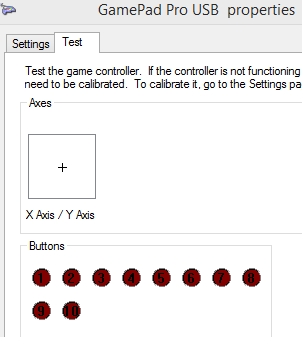 GamePad Pro USB properties
Settings Test
Test the game controller. If the game controller is not functioning
need to be calibrated. To calibrate it, go to the Settings pa
Axes
X Axis / Y Axis
Buttons
1 2 3 4 5 6 7 8
9 10